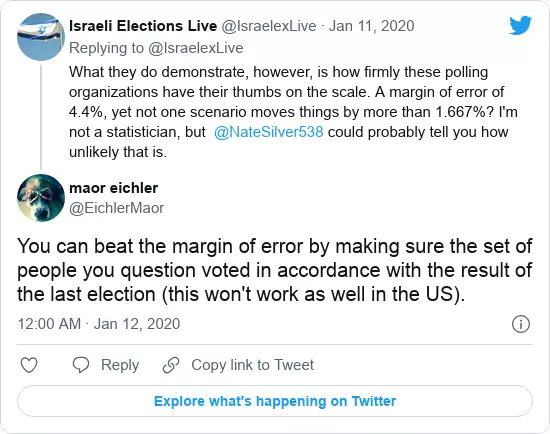 Israeli Elections Live @IsraelexLive · Jan 11, 2020
Replying to @IsraelexLive
What they do demonstrate, however, is how firmly these polling
organizations have their thumbs on the scale. A margin of error of
4.4%, yet not one scenario moves things by more than 1.667%? I'm
not a statistician, but @NateSilver538 could probably tell you how
unlikely that is.
maor eichler
@EichlerMaor
You can beat the margin of error by making sure the set of
people you question voted in accordance with the result of
the last election (this won't work as well in the US).
12:00 AM · Jan 12, 2020
Reply Copy link to Tweet
Explore what's happening on Twitter